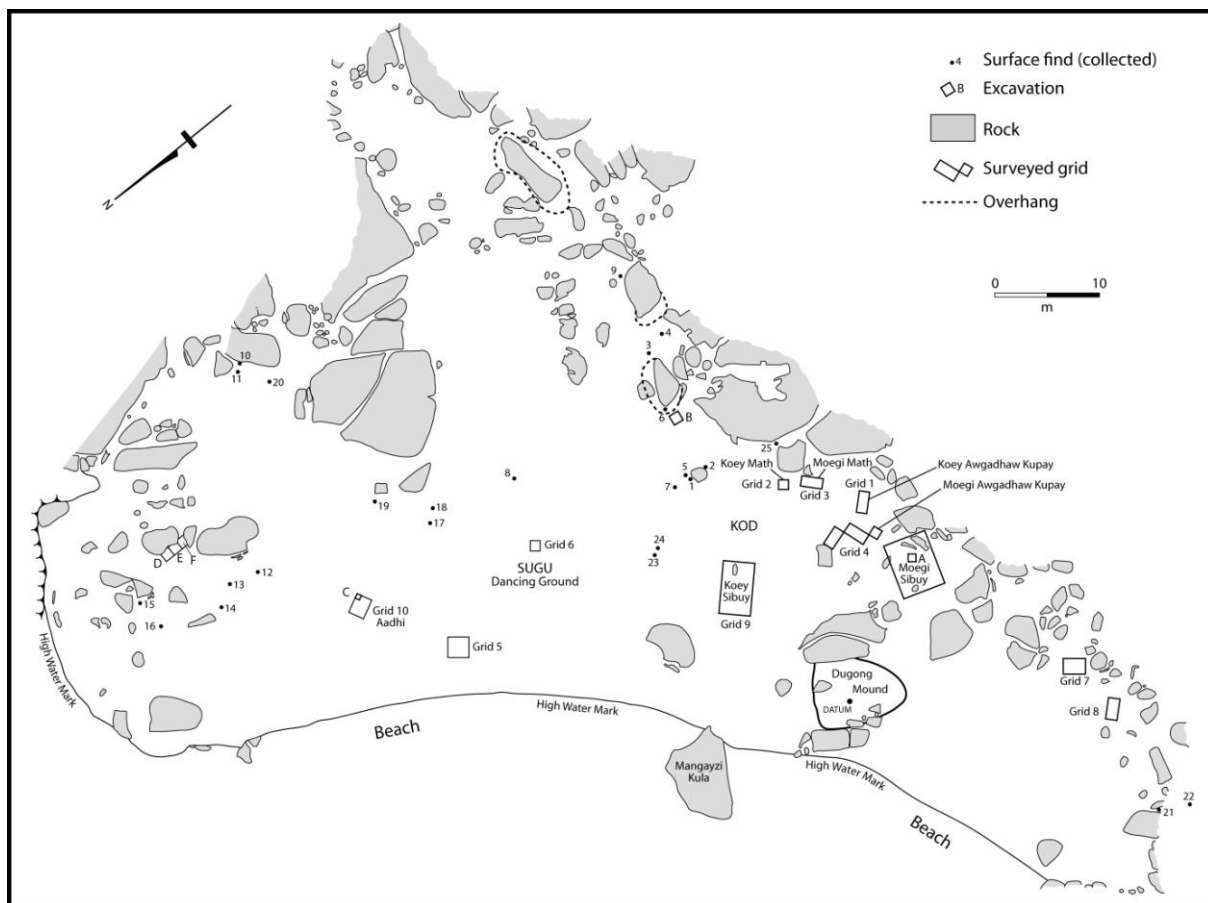 4 Surface find (collected)
B Excavation
Rock
Surveyed grid
Overhang
N
0 10
m
9
4
3
6
B
10
11
20
25
Koey Math
Moegi Math
Koey Awgadhaw Kupay
Grid 1
Moegi Awgadhaw Kupay
Grid 2
Grid 3
5
2
7
1
8
19
18
17
KOD
Grid 4
24
23
Grid 6
SUGU
Dancing Ground
A
Moegi
Sibuy
D
E
F
12
13
14
15
16
C
Grid 10
Aadhi
Koey
Sibuy
Grid 9
Grid 5
High Water Mark
Grid 7
Dugong
Mound
DATUM
Grid 8
High Water Mark
Beach
Mangayzi
Kula
High Water Mark
Beach
22
21